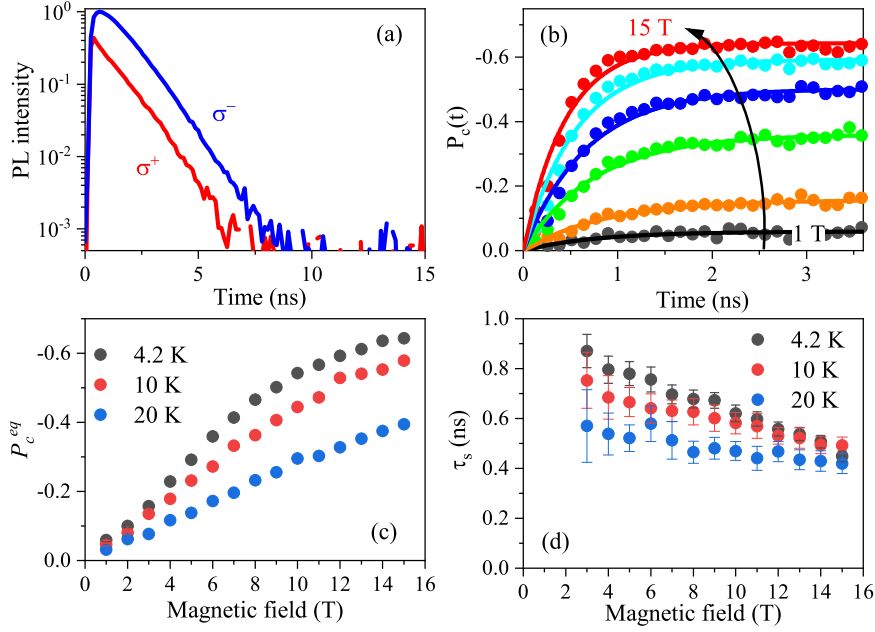 (a)
PL intensity
10⁰
10⁻¹
10⁻²
10⁻³
σ⁻
σ⁺
0
5
10
15
Time (ns)
(b)
15 T
1 T
P_c(t)
-0.6
-0.4
-0.2
0.0
0
1
2
3
Time (ns)
4.2 K
10 K
20 K
P_c^eq
-0.6
-0.4
-0.2
0.0
(c)
0 2 4 6 8 10 12 14 16
Magnetic field (T)
4.2 K
10 K
20 K
τ_s (ns)
1.0
0.8
0.6
0.4
0.2
0.0
(d)
0 2 4 6 8 10 12 14 16
Magnetic field (T)